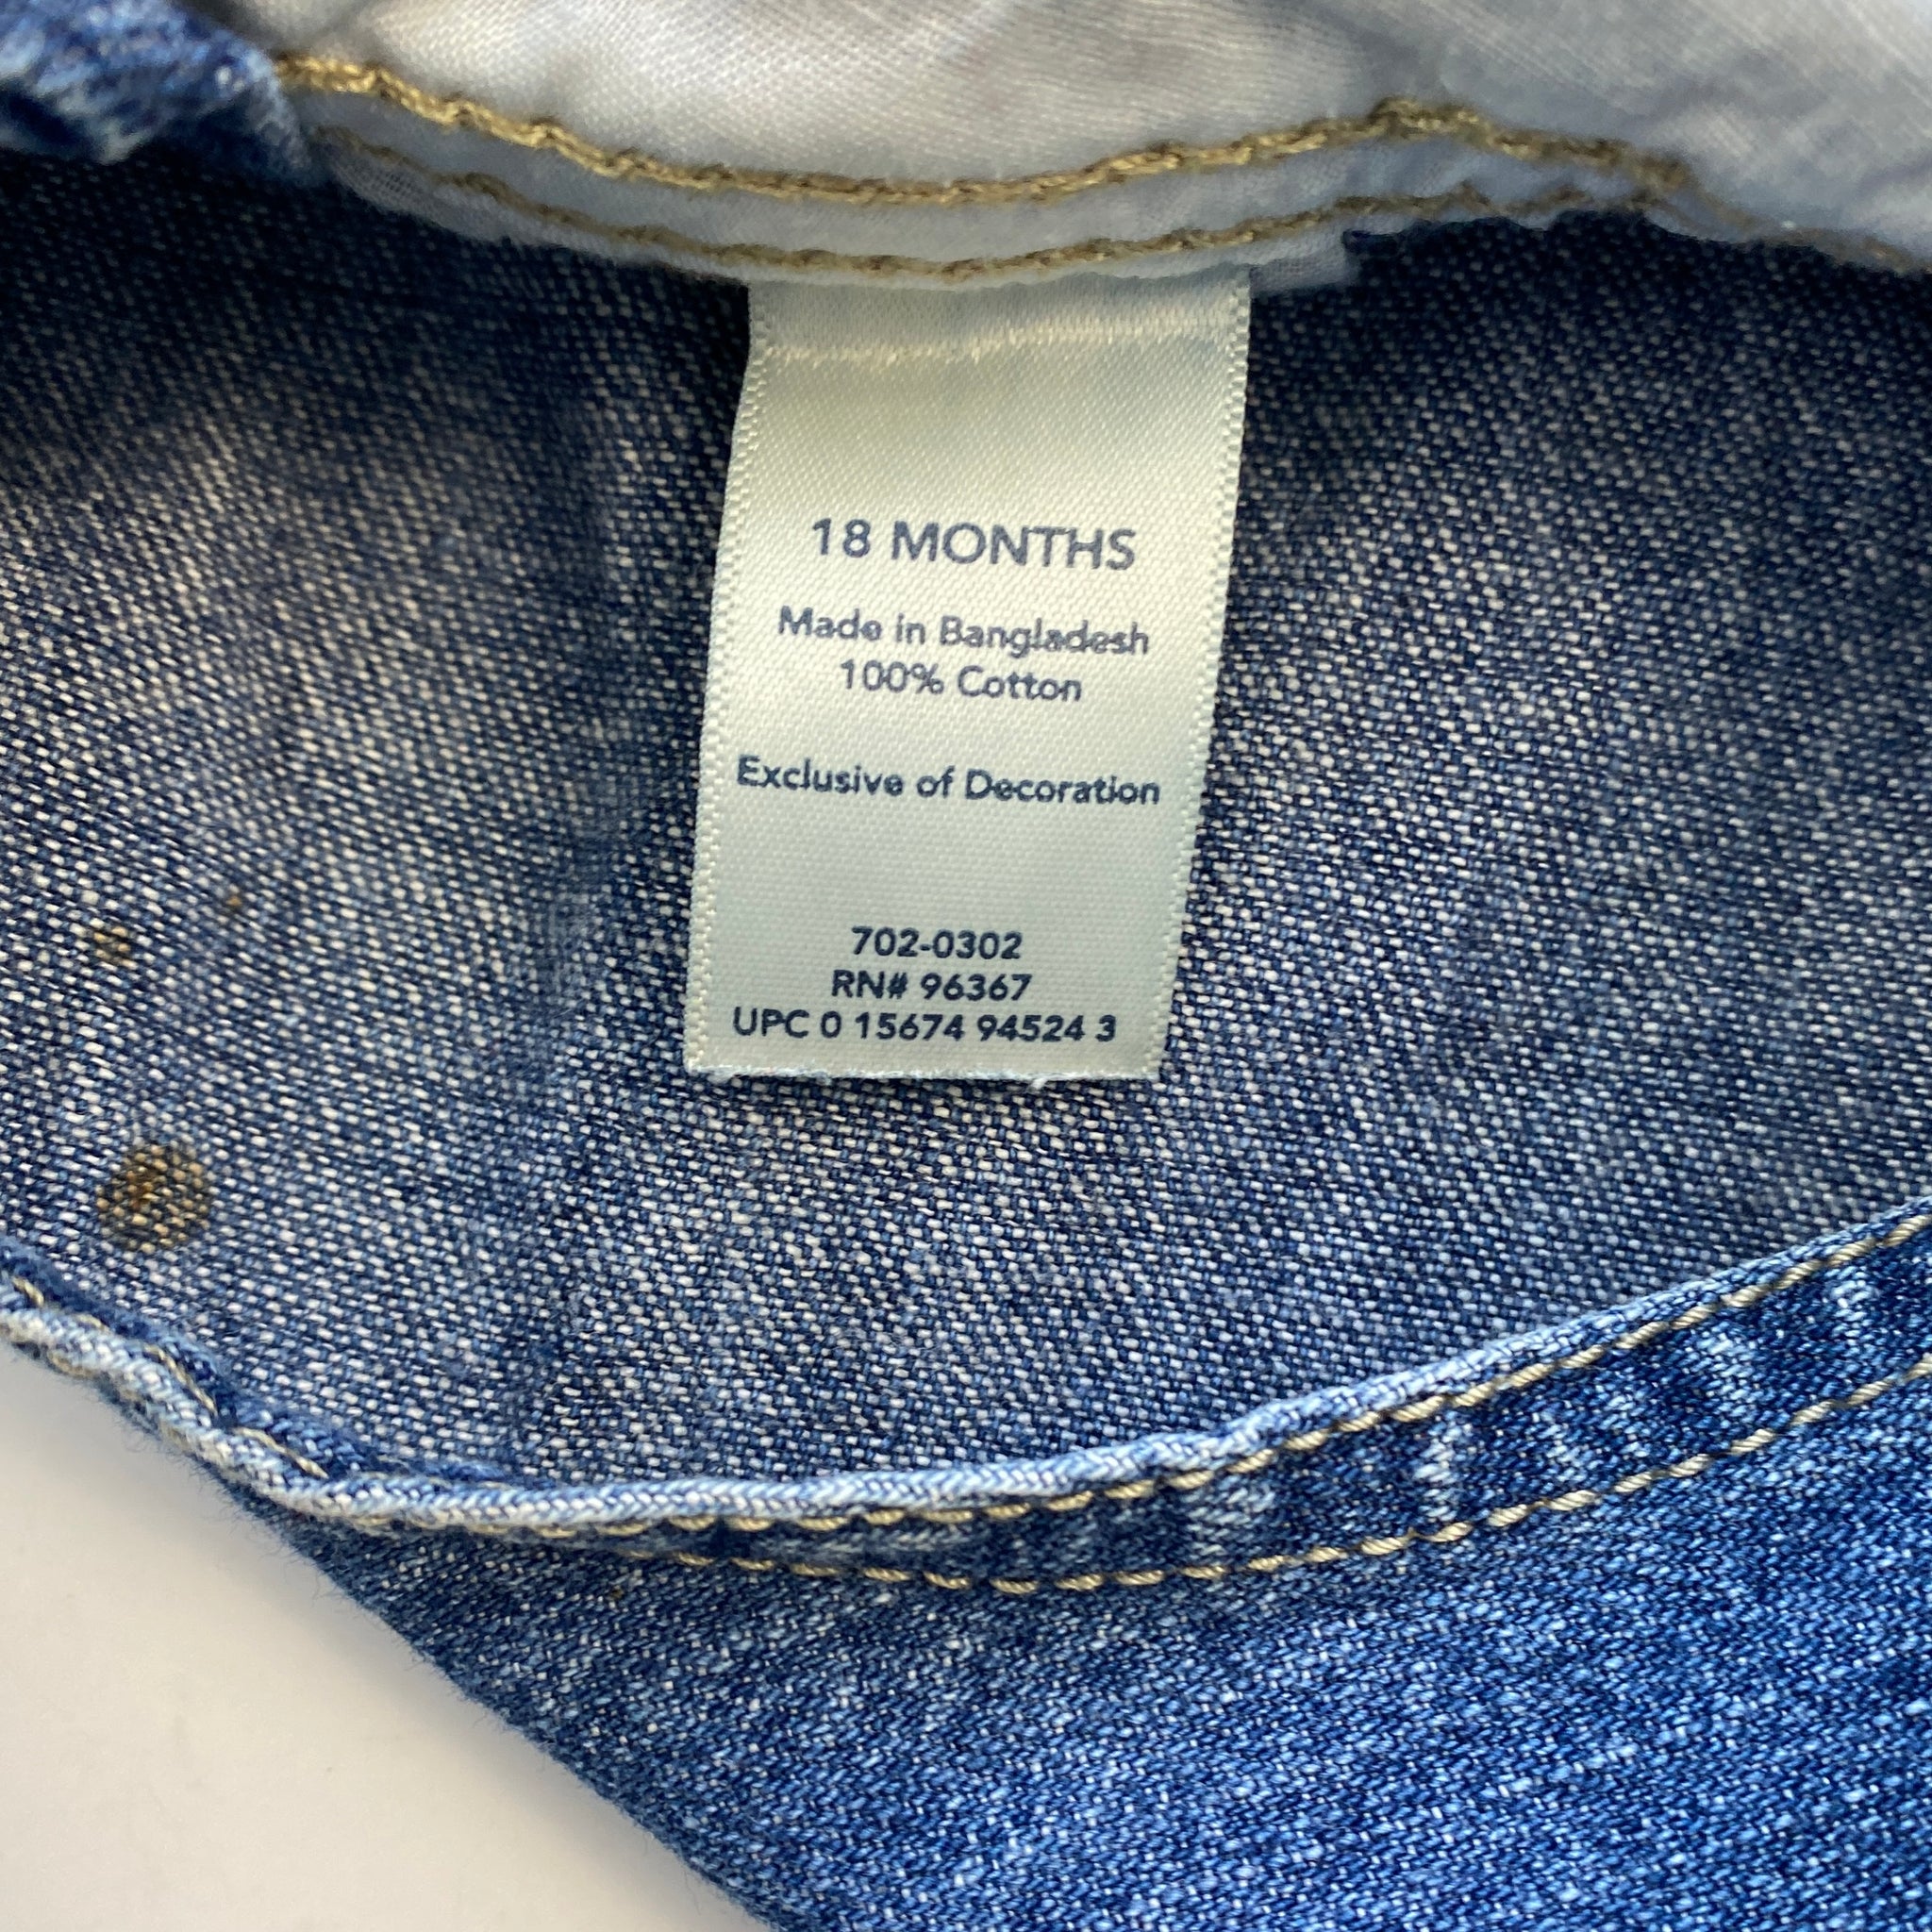 18 MONTHS
Made in Bangladesh
100% Cotton
Exclusive of Decoration
702-0302
RN# 96367
UPC 0 15674 94524 3